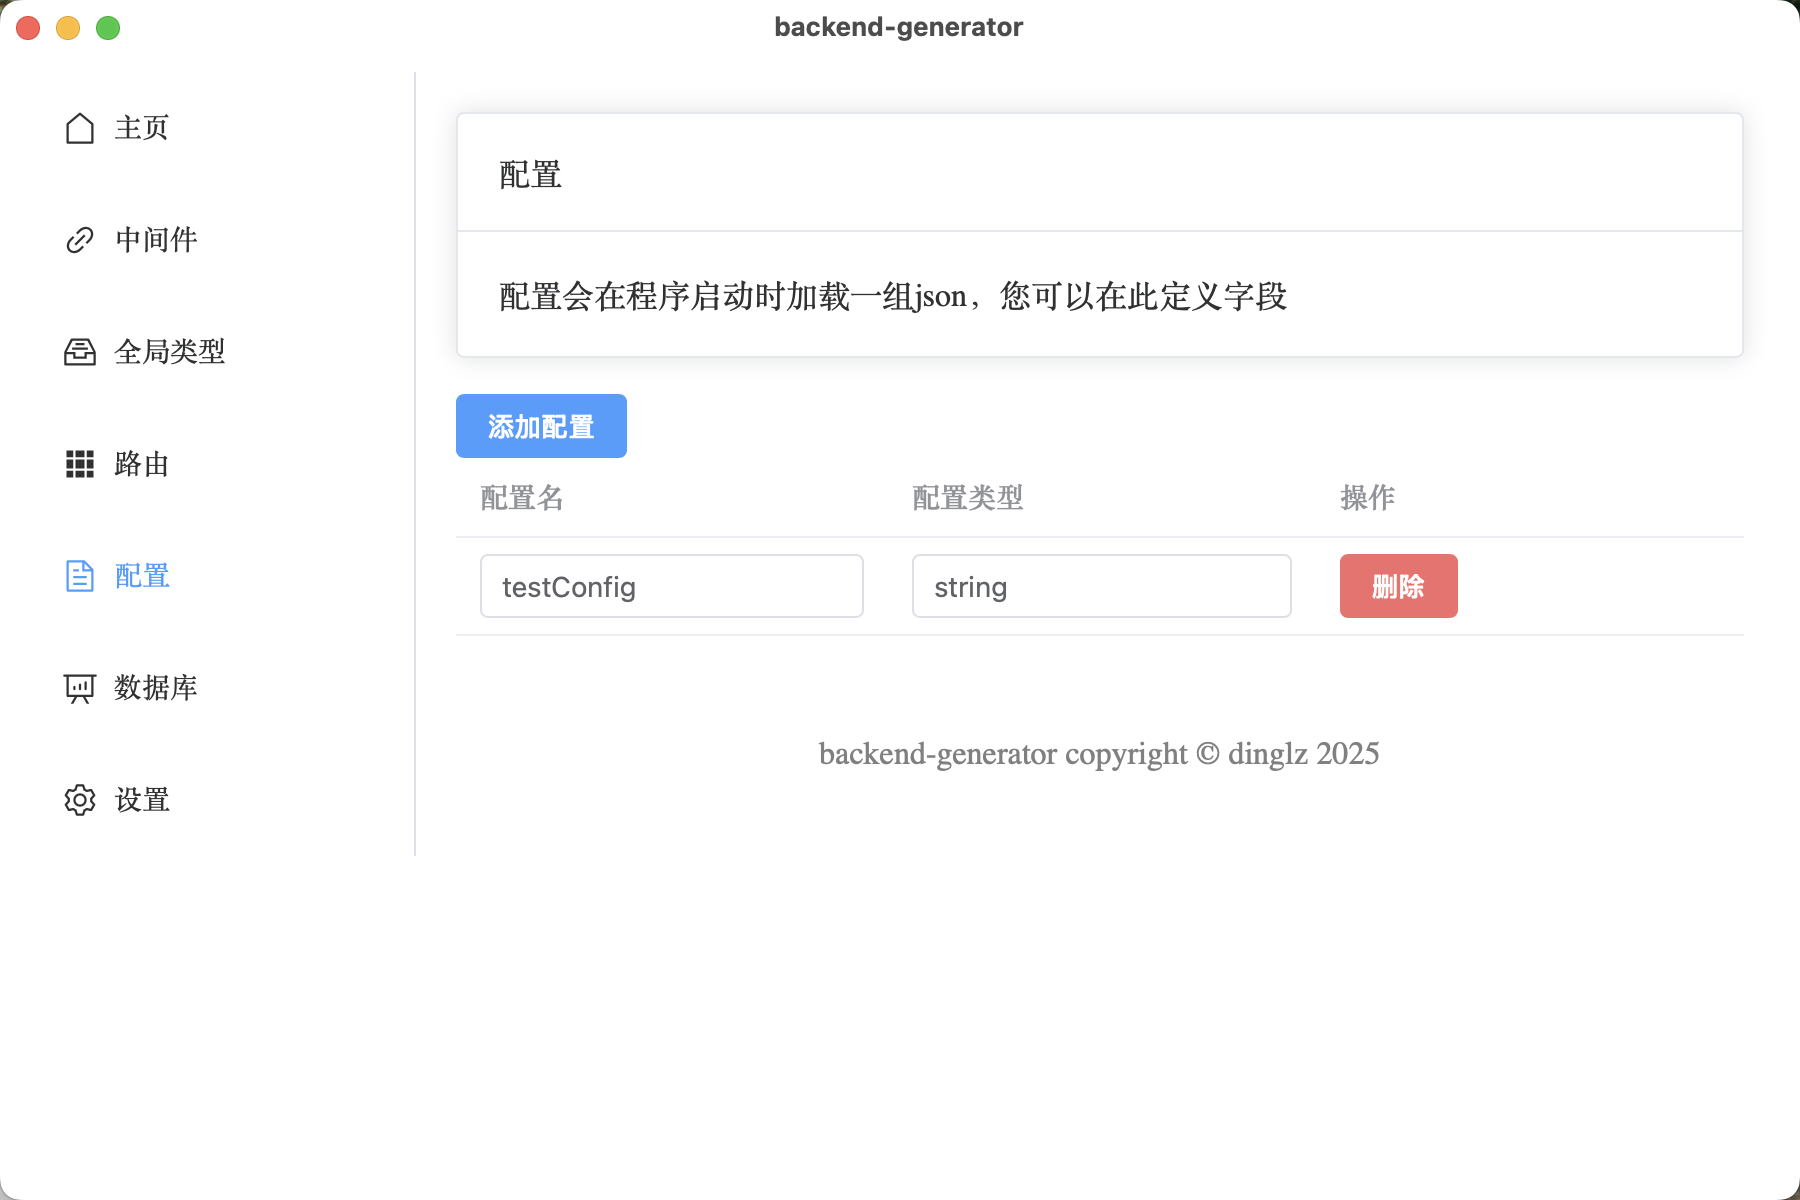 backend-generator
主页
中间件
全局类型
路由
配置
数据库
设置
配置
配置会在程序启动时加载一组json，您可以在此定义字段
添加配置
配置名 配置类型 操作
testConfig string 删除
backend-generator copyright © dinglz 2025